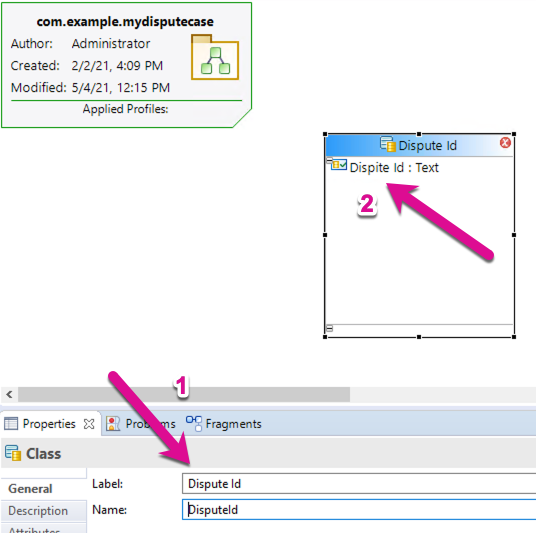 com.example.mydisputecase
Author: Administrator
Created: 2/2/21, 4:09 PM
Modified: 5/4/21, 12:15 PM
Applied Profiles:
Dispute Id
Dispite Id : Text
2
1
Properties Problems Fragments
Class
General
Label: Dispute Id
Name: DisputeId
Description
Attributes